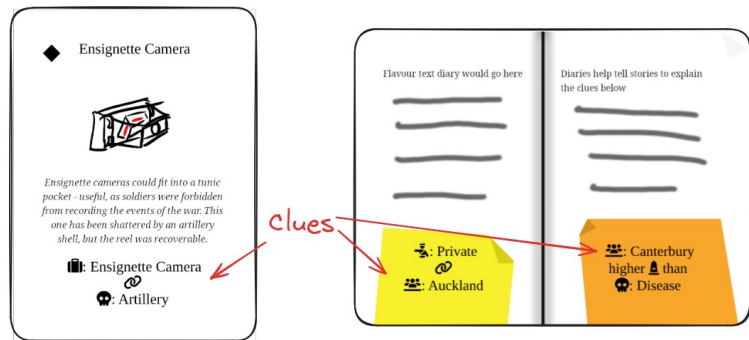 Ensignette Camera
Ensignette cameras could fit into a tunic
pocket - useful, as soldiers were forbidden
from recording the events of the war. This
one has been shattered by an artillery
shell, but the reel was recoverable.
: Ensignette Camera
: Artillery
clues
Flavour text diary would go here
: Private
: Auckland
Diaries help tell stories to explain
the clues below
: Canterbury
higher than
: Disease